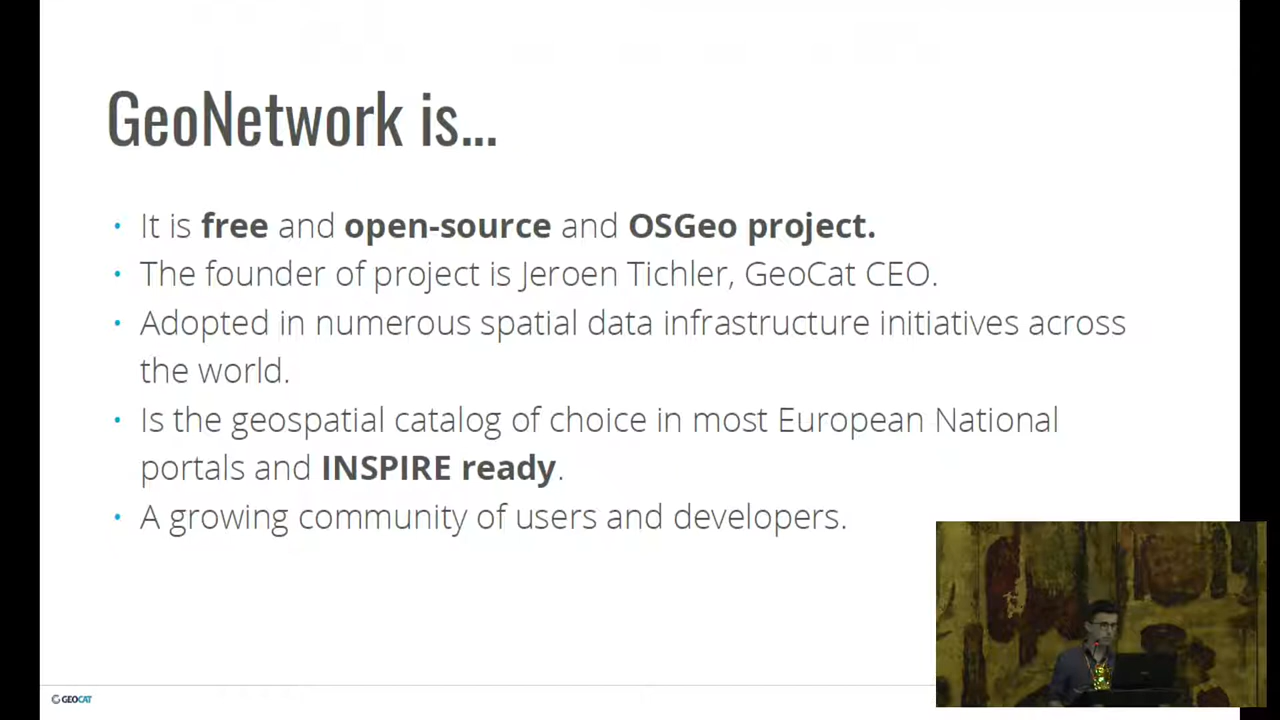 GeoNetwork is...
• It is free and open-source and OSGeo project.
• The founder of project is Jeroen Tichler, GeoCat CEO.
• Adopted in numerous spatial data infrastructure initiatives across
the world.
• Is the geospatial catalog of choice in most European National
portals and INSPIRE ready.
• A growing community of users and developers.
GEOCAT